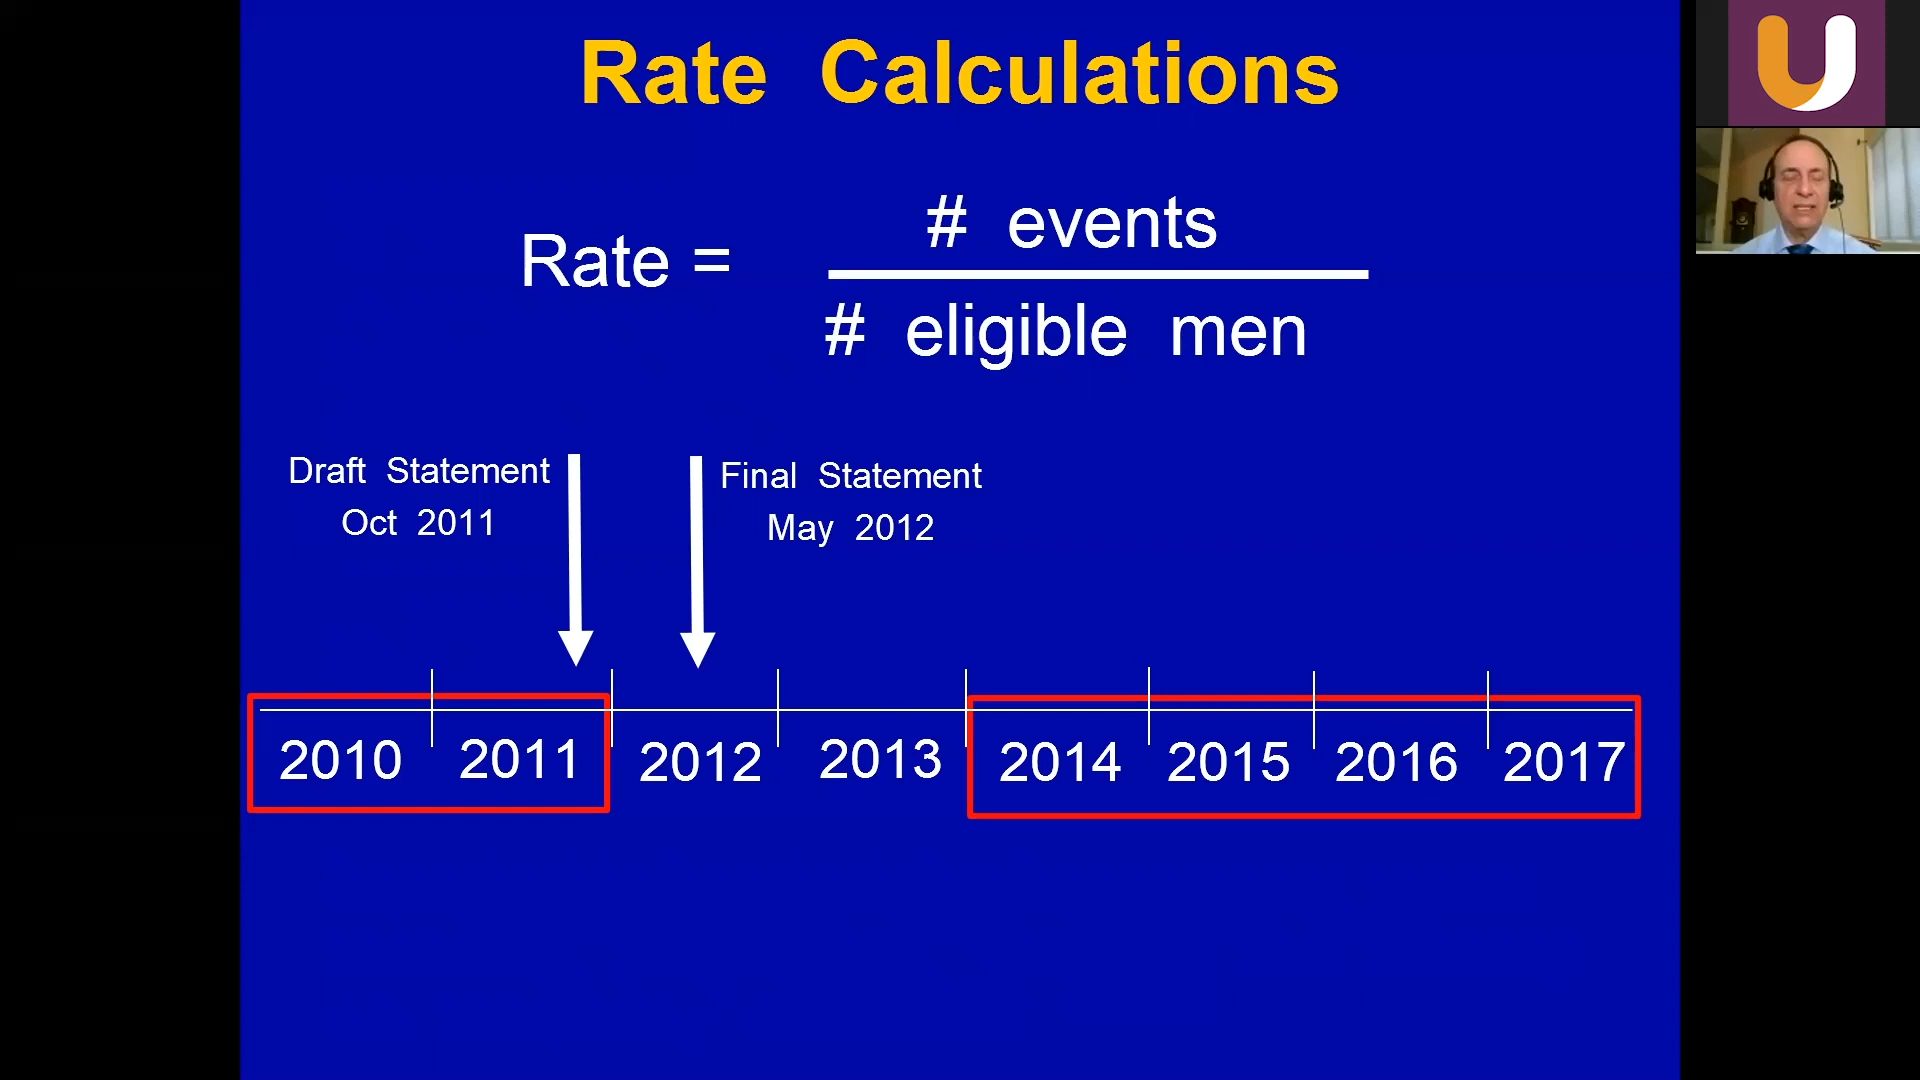 Rate Calculations
Rate =
# events
# eligible men
Draft Statement
Oct 2011
Final Statement
May 2012
2010 2011 2012 2013 2014 2015 2016 2017